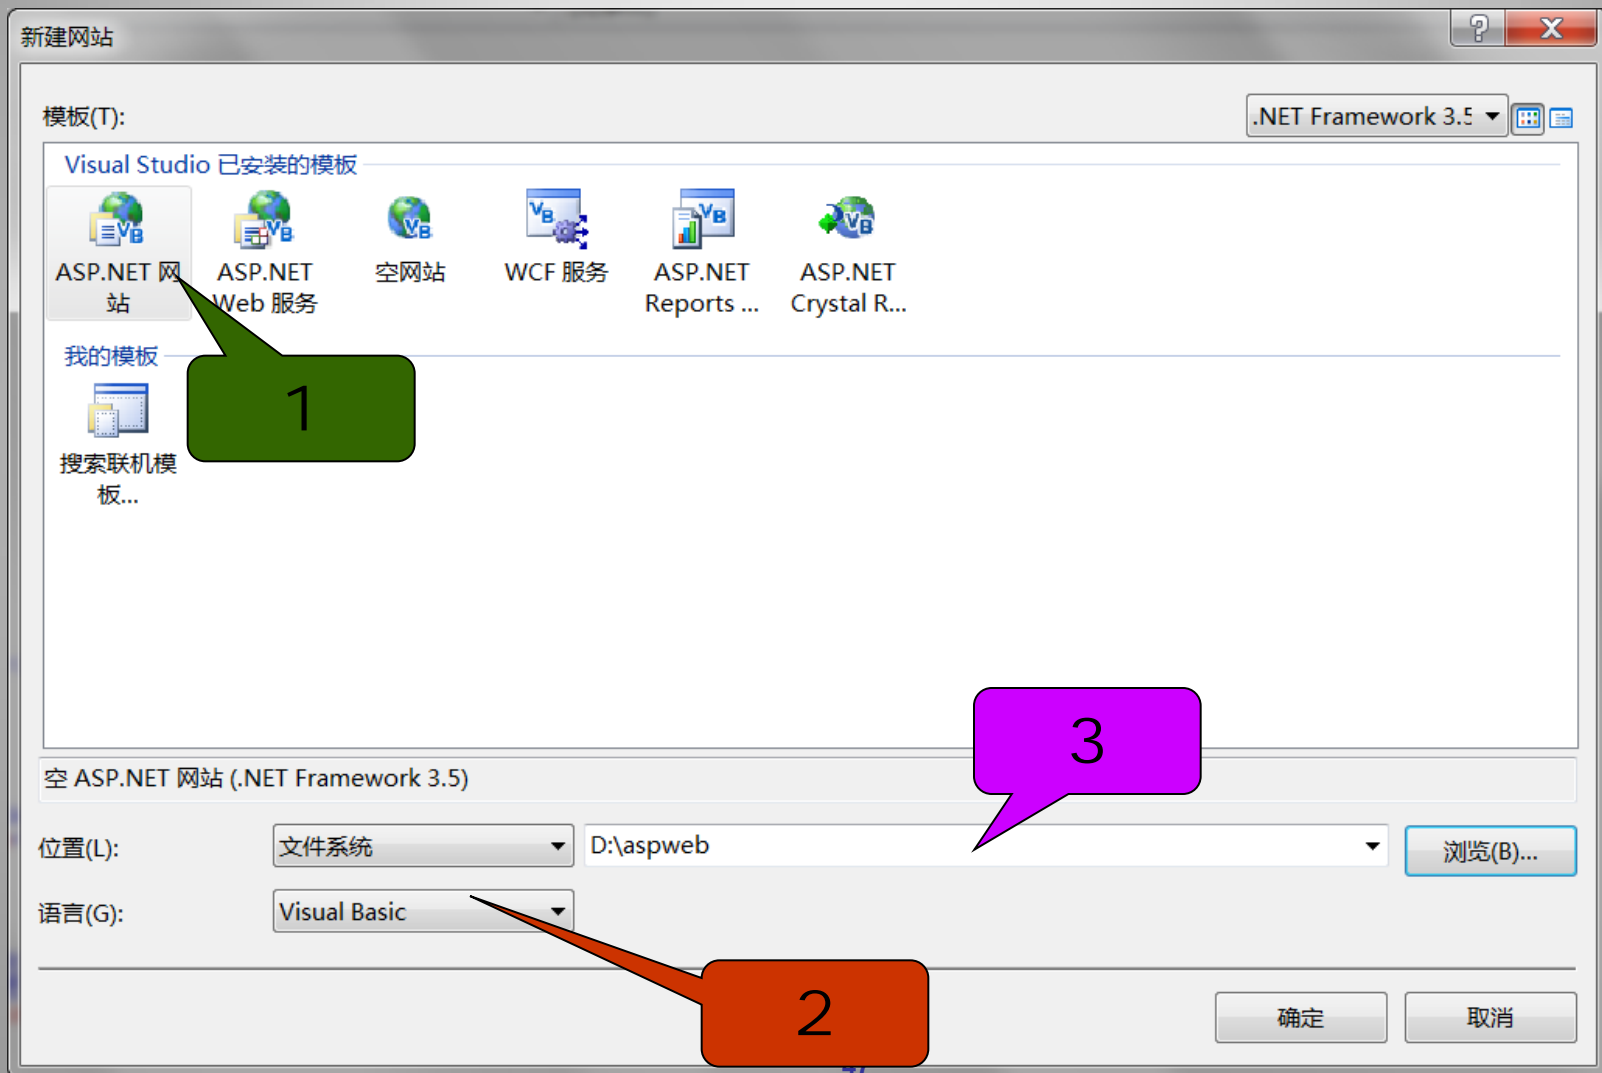 新建网站
模板(T):
.NET Framework 3.5
Visual Studio 已安装的模板
ASP.NET 网
站
ASP.NET
Web 服务
空网站
WCF 服务
ASP.NET
Reports ...
ASP.NET
Crystal R...
我的模板
搜索联机模
板...
1
3
空 ASP.NET 网站 (.NET Framework 3.5)
位置(L):
文件系统
D:\aspweb
浏览(B)...
语言(G):
Visual Basic
2
确定
取消